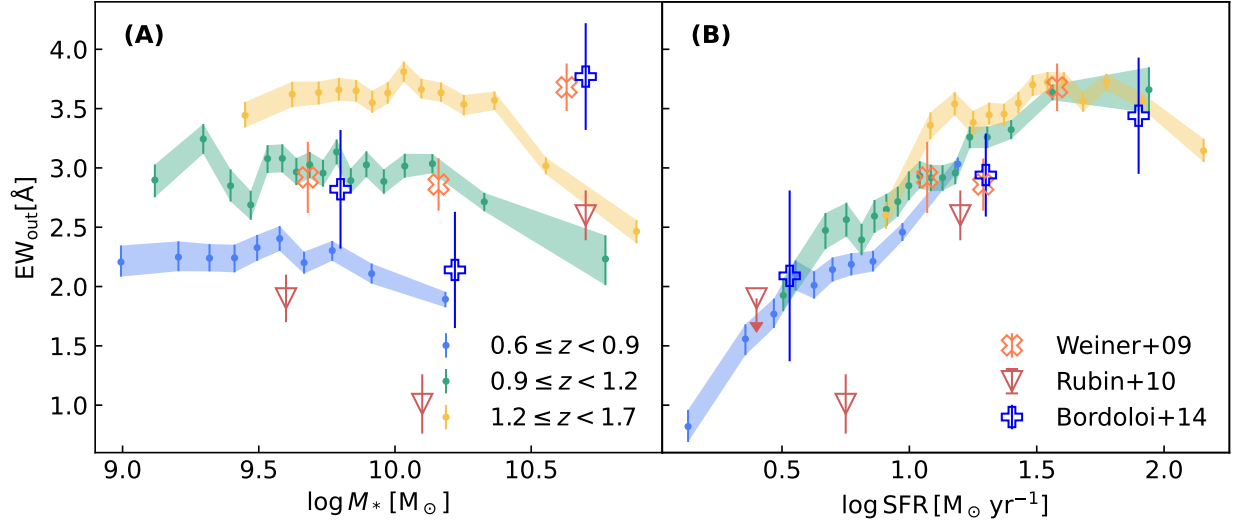 (A)
(B)
EW_out[Å]
4.0
3.5
3.0
2.5
2.0
1.5
1.0
0.6 ≤ z < 0.9
0.9 ≤ z < 1.2
1.2 ≤ z < 1.7
Weiner+09
Rubin+10
Bordoloi+14
9.0 9.5 10.0 10.5
0.5 1.0 1.5 2.0
log M_* [M_⊙]
log SFR [M_⊙ yr⁻¹]